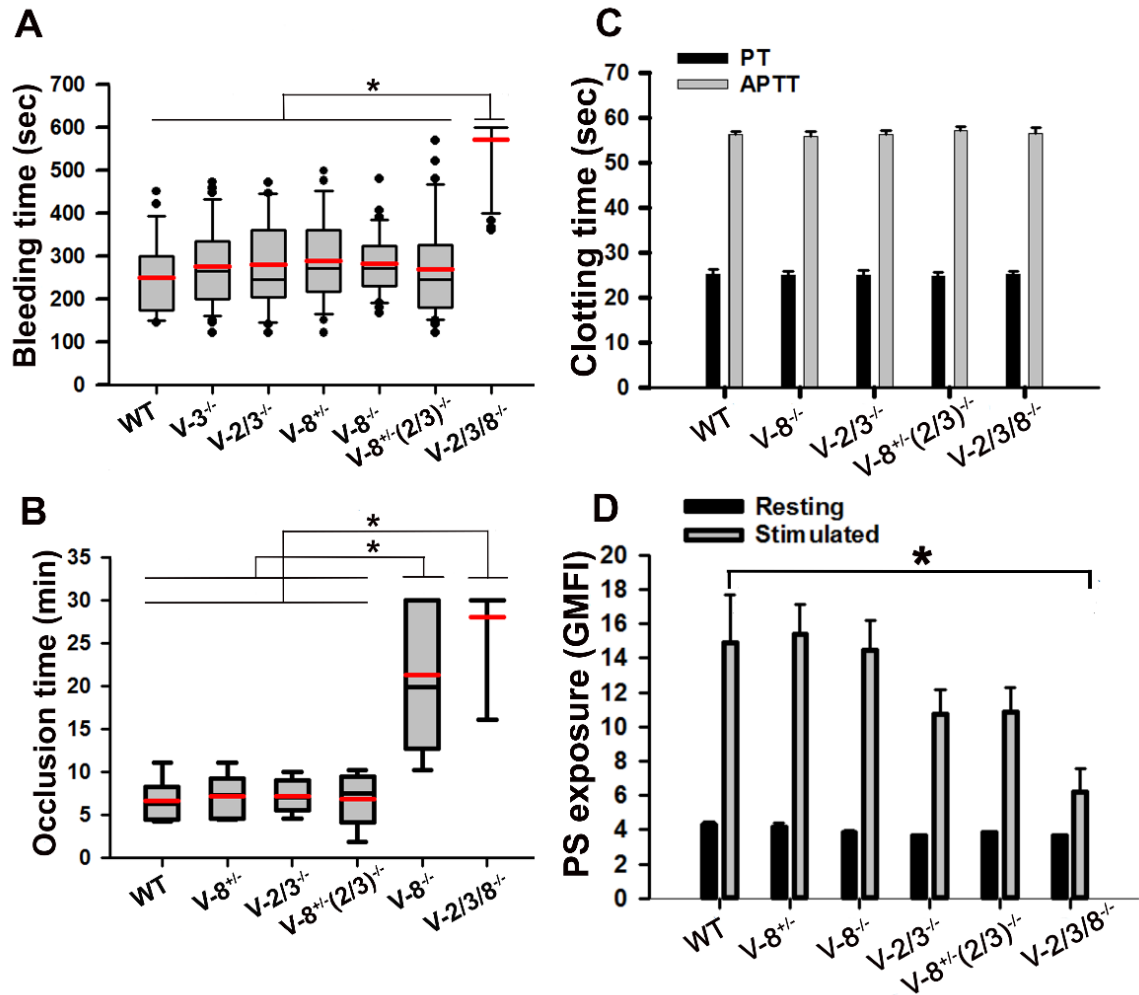 A
Bleeding time (sec)
700
600
500
400
300
200
100
0
*
WT
V-3⁻/⁻
V-2/3⁻/⁻
V-8⁺/⁻
V-8⁻/⁻
V-8⁺/⁻(2/3)⁻/⁻
V-2/3/8⁻/⁻
C
PT
APTT
Clotting time (sec)
70
60
50
40
30
20
10
0
WT
V-8⁻/⁻
V-2/3⁻/⁻
V-8⁺/⁻(2/3)⁻/⁻
V-2/3/8⁻/⁻
B
Occlusion time (min)
35
30
25
20
15
10
5
0
*
*
WT
V-8⁺/⁻
V-2/3⁻/⁻
V-8⁺/⁻(2/3)⁻/⁻
V-8⁻/⁻
V-2/3/8⁻/⁻
D
Resting
Stimulated
PS exposure (GMFI)
20
18
16
14
12
10
8
6
4
2
0
*
WT
V-8⁺/⁻
V-8⁻/⁻
V-2/3⁻/⁻
V-8⁺/⁻(2/3)⁻/⁻
V-2/3/8⁻/⁻